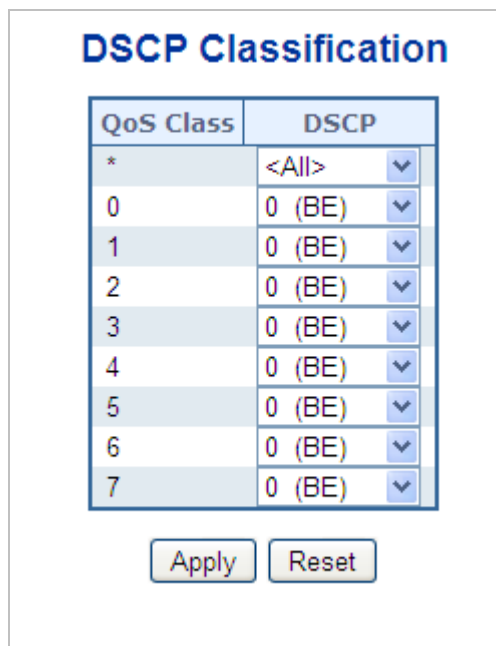 DSCP Classification
QoS Class DSCP
* <All>
0 0 (BE)
1 0 (BE)
2 0 (BE)
3 0 (BE)
4 0 (BE)
5 0 (BE)
6 0 (BE)
7 0 (BE)
Apply Reset